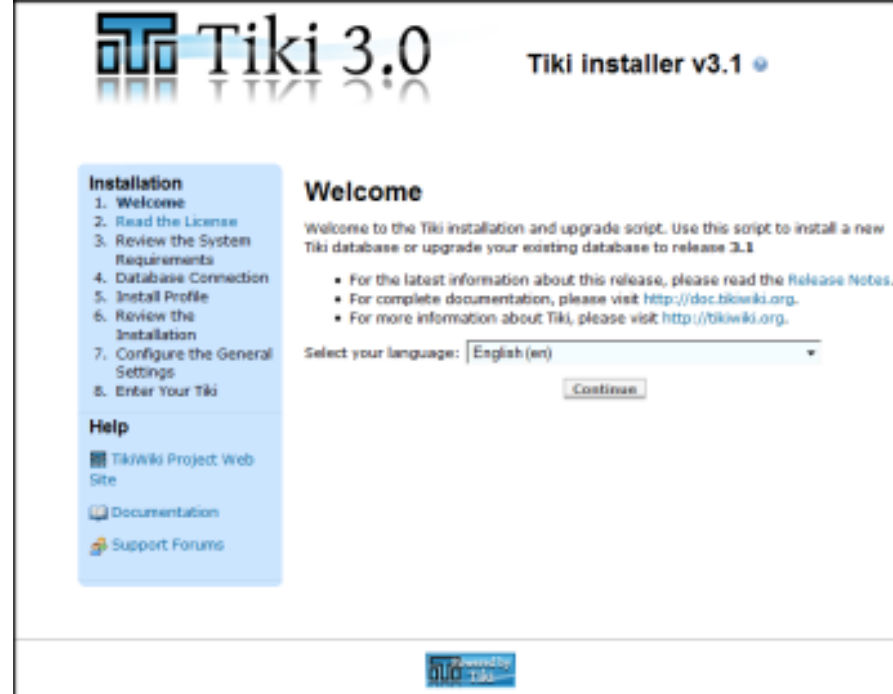 Tiki 3.0
Tiki installer v3.1
Installation
1. Welcome
2. Read the License
3. Review the System
Requirements
4. Database Connection
5. Install Profile
6. Review the
Installation
7. Configure the General
Settings
8. Enter Your Tiki
Help
TikiWiki Project Web
Site
Documentation
Support Forums
Welcome
Welcome to the Tiki installation and upgrade script. Use this script to install a new
Tiki database or upgrade your existing database to release 3.1
• For the latest information about this release, please read the Release Notes.
• For complete documentation, please visit http://doc.tikiwiki.org.
• For more information about Tiki, please visit http://tikiwiki.org.
Select your language: English (en)
Continue
Powered by
Tiki